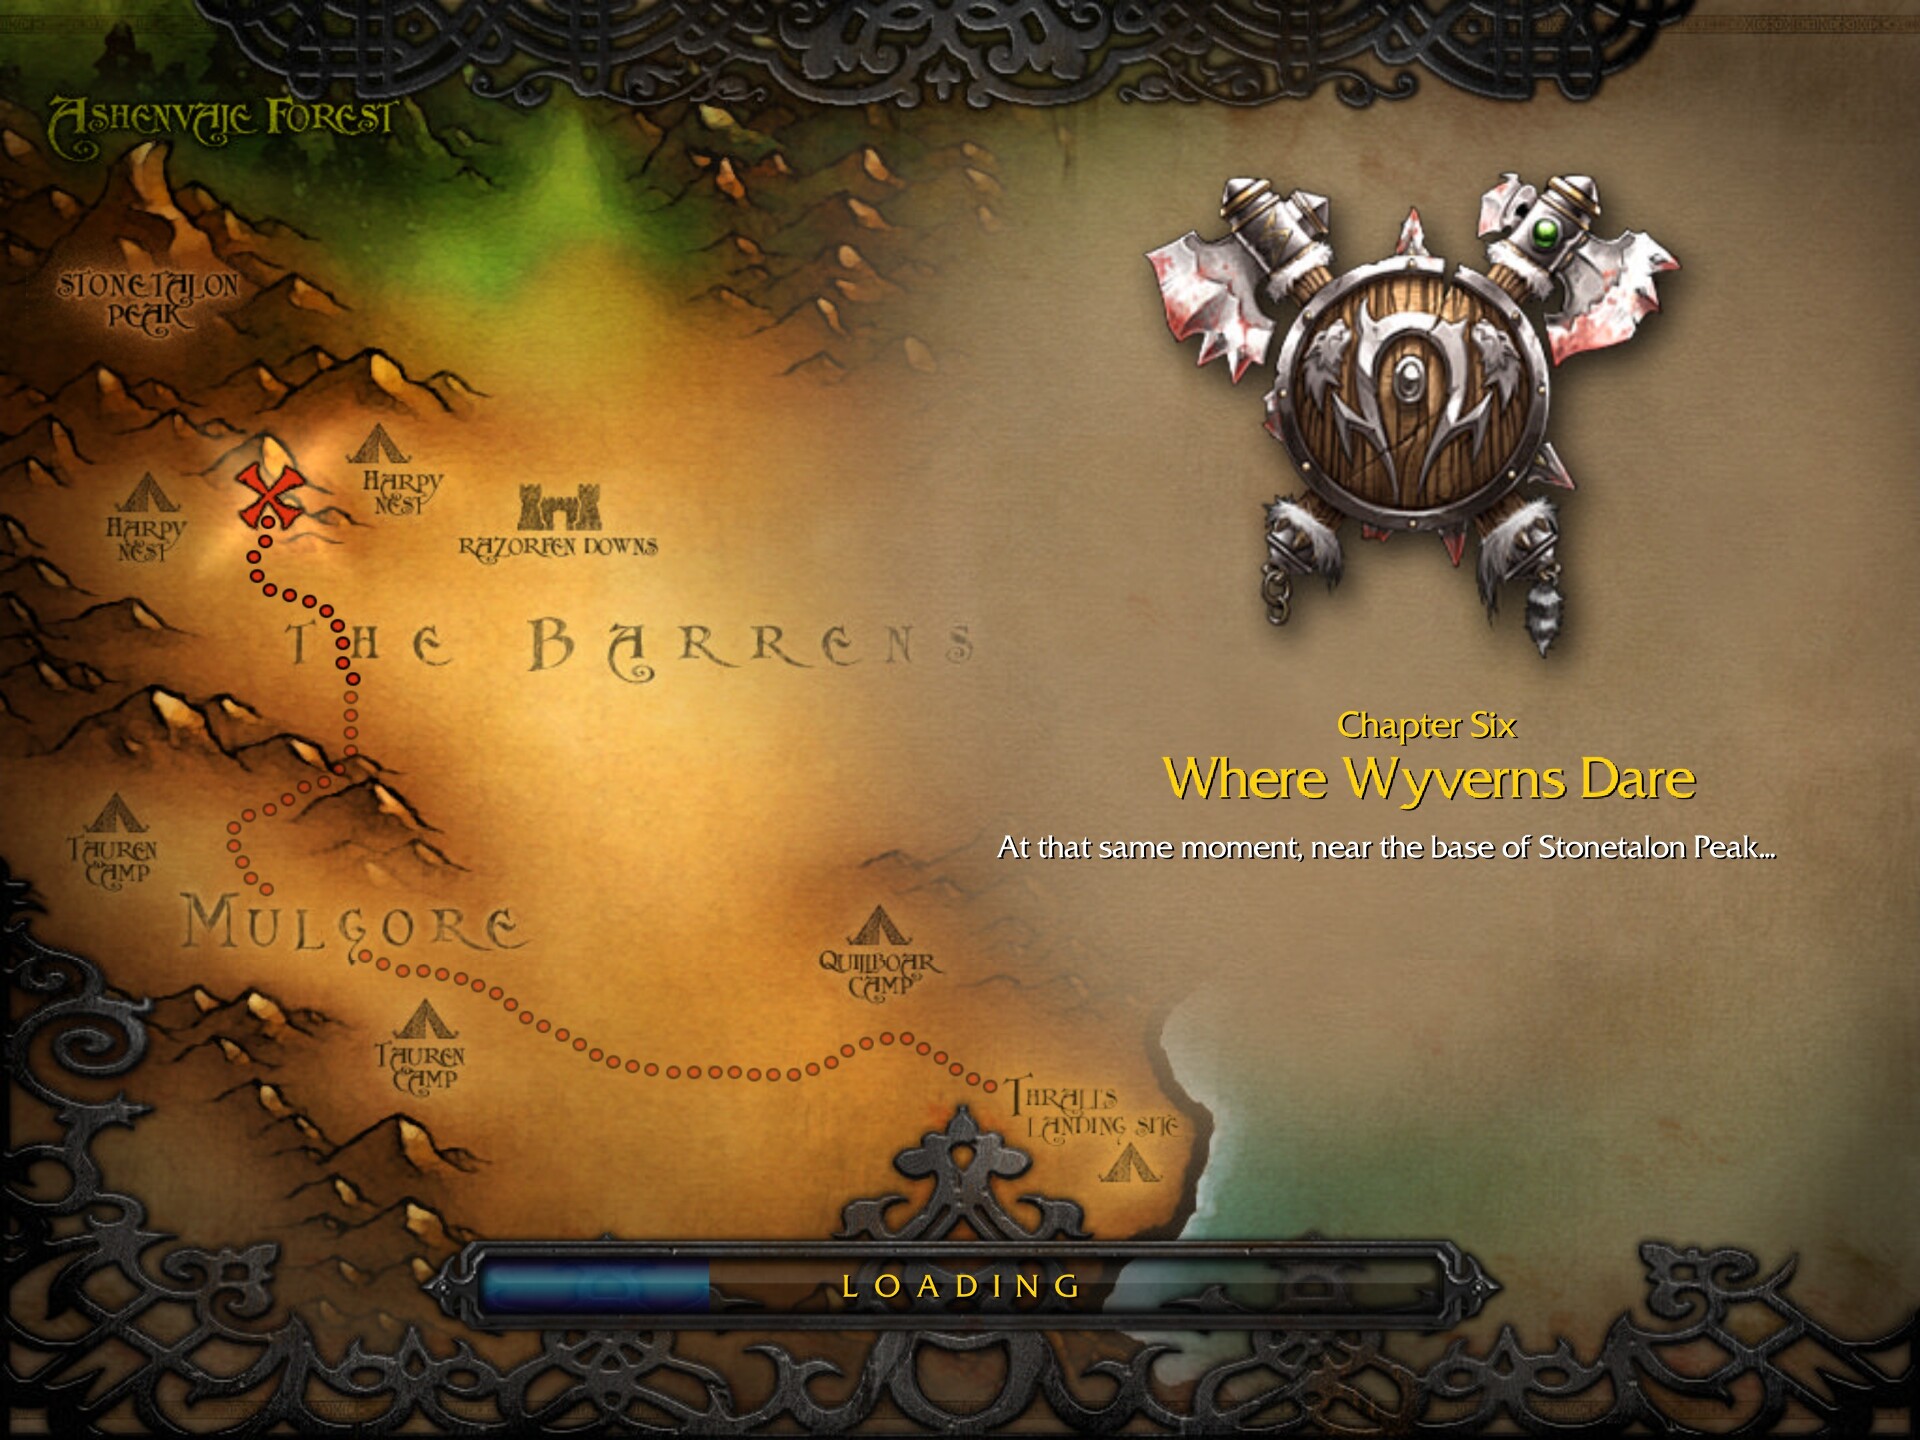 Ashenvale Forest
Stonetalon
Peak
Harpy
Nest
Harpy
Nest
Razorfen Downs
The Barrens
Chapter Six
Where Wyverns Dare
At that same moment, near the base of Stonetalon Peak...
Tauren
Camp
Mulgore
Quillboar
Camp
Tauren
Camp
Thrall's
Landing Site
LOADING